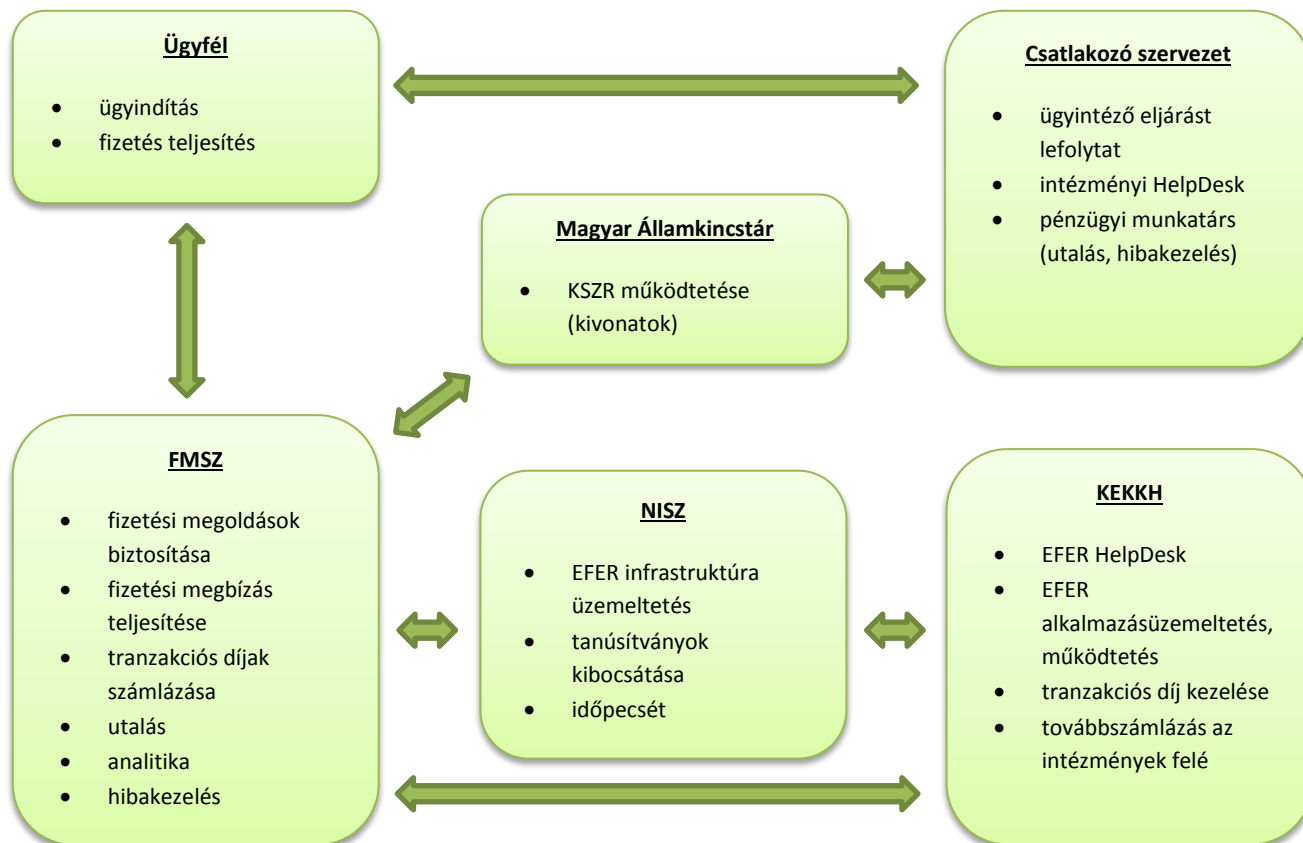 Ügyfél
• ügyindítás
• fizetés teljesítés
Csatlakozó szervezet
• ügyintéző eljárást
lefolytat
• intézményi HelpDesk
• pénzügyi munkatárs
(utalás, hibakezelés)
Magyar Államkincstár
• KSZR működtetése
(kivonatok)
FMSZ
• fizetési megoldások
biztosítása
• fizetési megbízás
teljesítése
• tranzakciós díjak
számlázása
• utalás
• analitika
• hibakezelés
NISZ
• EFER infrastruktúra
üzemeltetés
• tanúsítványok
kibocsátása
• időpecsét
KEKKH
• EFER HelpDesk
• EFER
alkalmazásüzemeltetés,
működtetés
• tranzakciós díj kezelése
• továbbszámlázás az
intézmények felé